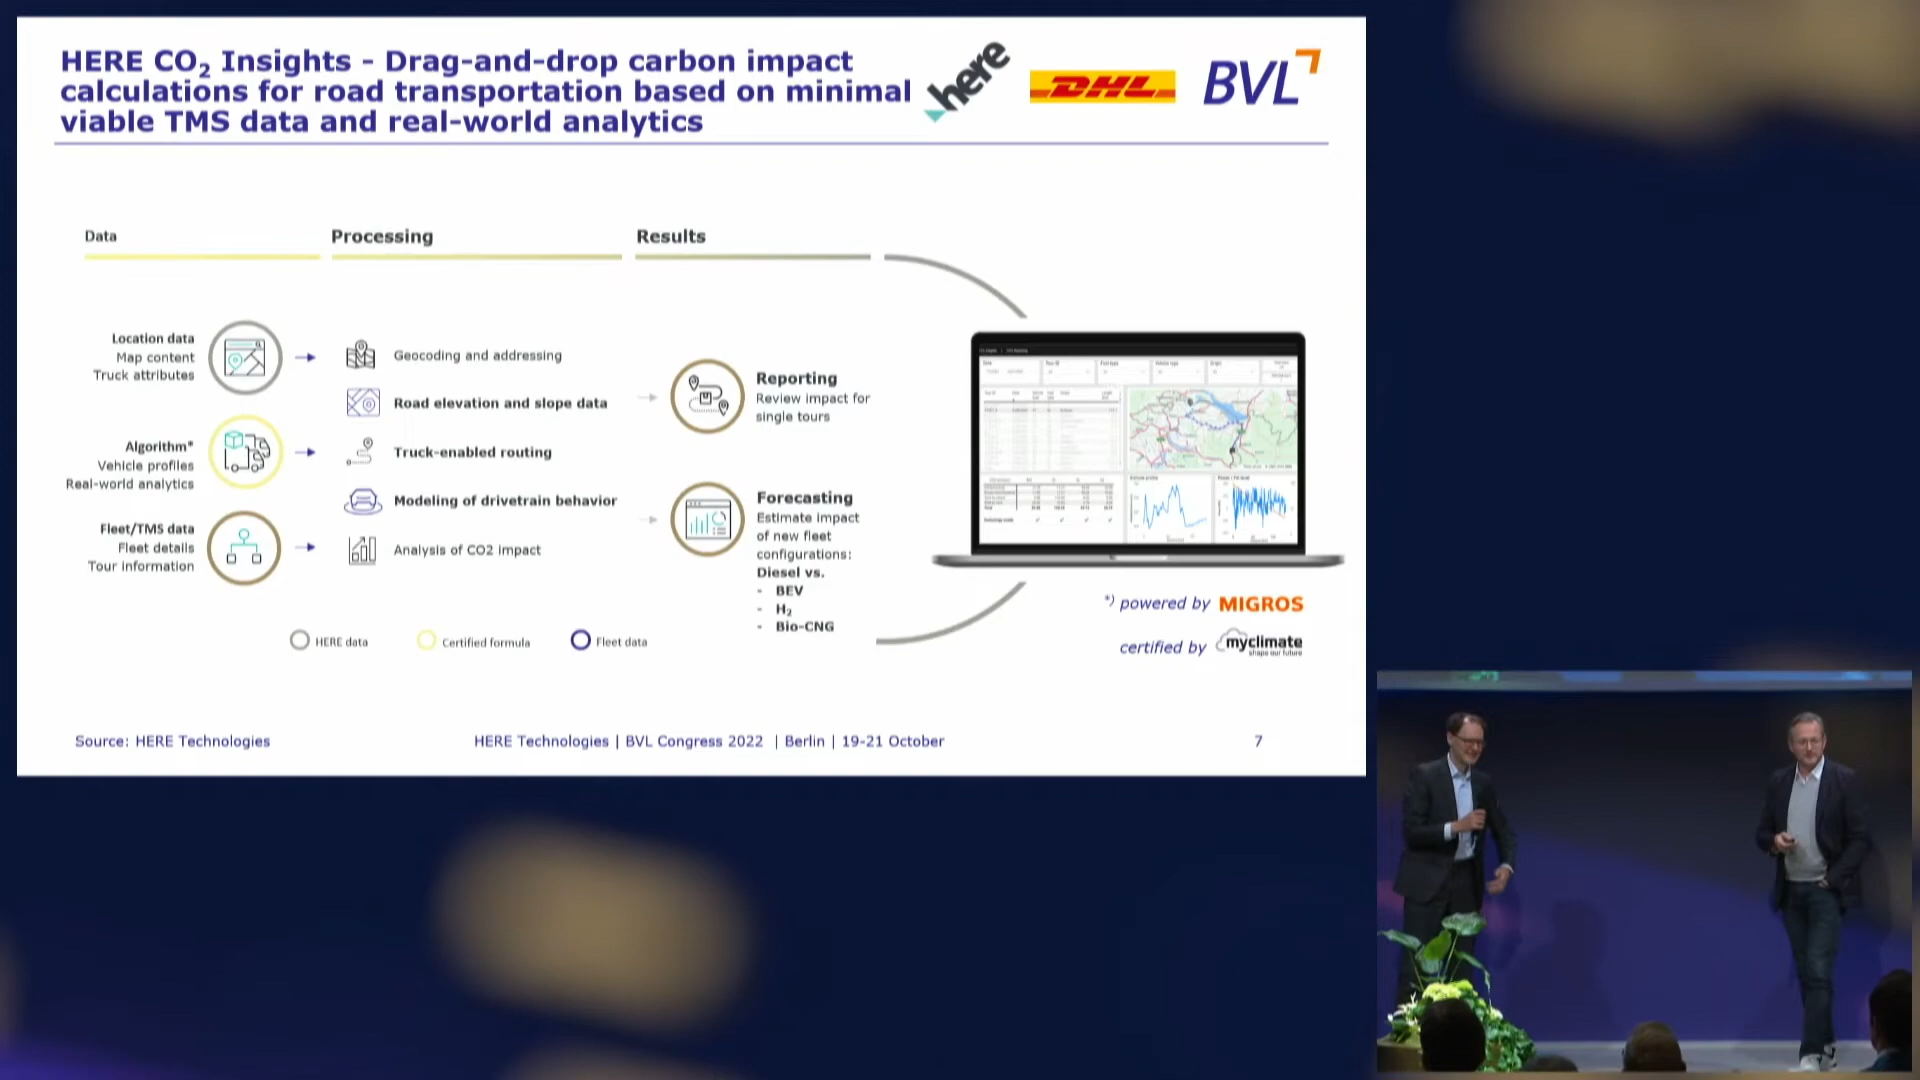 HERE CO₂ Insights - Drag-and-drop carbon impact
calculations for road transportation based on minimal
viable TMS data and real-world analytics
here
DHL
BVL
Data
Processing
Results
Location data
Map content
Truck attributes
Algorithm*
Vehicle profiles
Real-world analytics
Fleet/TMS data
Fleet details
Tour information
Geocoding and addressing
Road elevation and slope data
Truck-enabled routing
Modeling of drivetrain behavior
Analysis of CO2 impact
Reporting
Review impact for
single tours
Forecasting
Estimate impact
of new fleet
configurations:
Diesel vs.
- BEV
- H₂
- Bio-CNG
HERE data
Certified formula
Fleet data
*) powered by MIGROS
certified by myclimate
shape our future
Source: HERE Technologies
HERE Technologies | BVL Congress 2022 | Berlin | 19-21 October
7